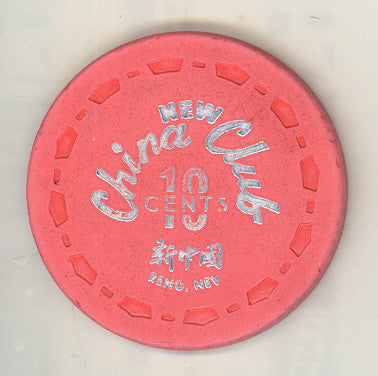 NEW
China Club
10
CENTS
新中國
RENO, NEV